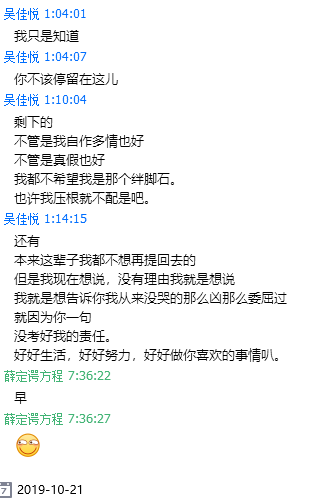 吴佳悦 1:04:01
我只是知道
吴佳悦 1:04:07
你不该停留在这儿
吴佳悦 1:10:04
剩下的
不管是我自作多情也好
不管是真假也好
我都不希望我是那个绊脚石。
也许我压根就不配是吧。
吴佳悦 1:14:15
还有
本来这辈子我都不想再提回去的
但是我现在想说，没有理由我就是想说
我就是想告诉你我从来没哭的那么凶那么委屈过
就因为你一句
没考好我的责任。
好好生活，好好努力，好好做你喜欢的事情叭。
薛定谔方程 7:36:22
早
薛定谔方程 7:36:27
7 2019-10-21